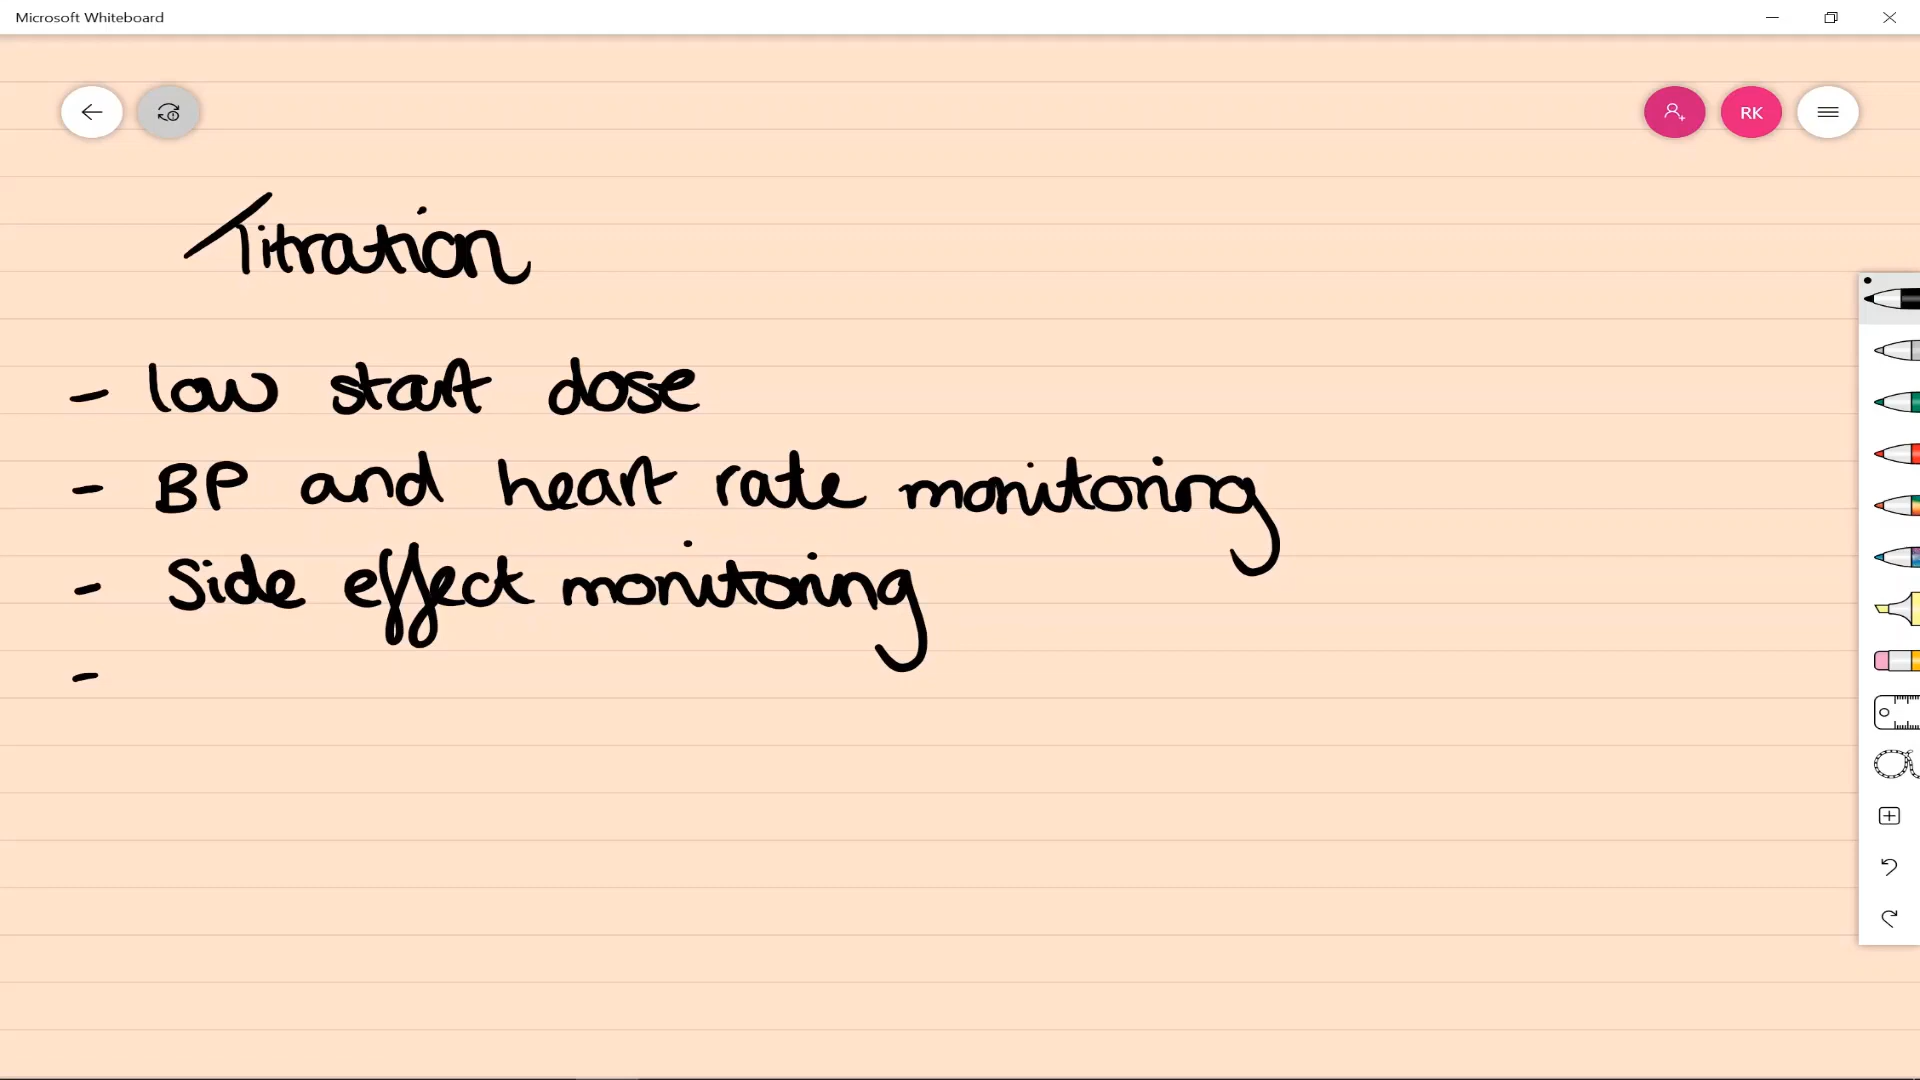 Microsoft Whiteboard
RK
Titration
- low start dose
- BP and heart rate monitoring
- Side effect monitoring
-